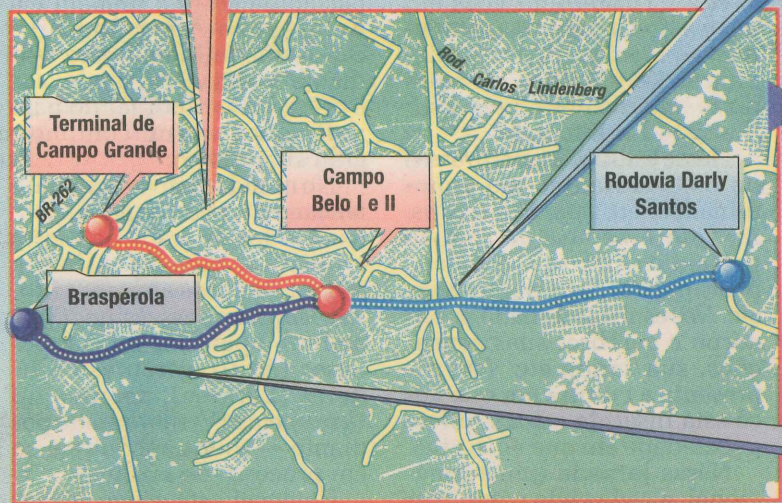 Rod Carlos Lindenberg
Terminal de
Campo Grande
BR-262
Campo
Belo I e II
Rodovia Darly
Santos
Braspérola